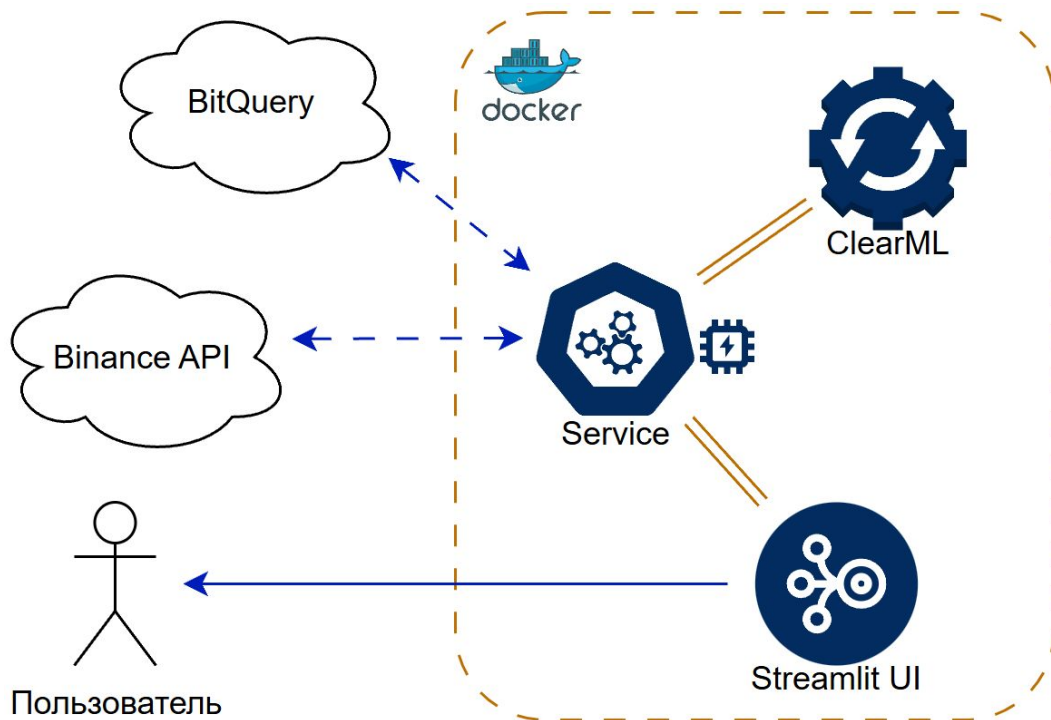 BitQuery
docker
ClearML
Binance API
Service
Streamlit UI
Пользователь